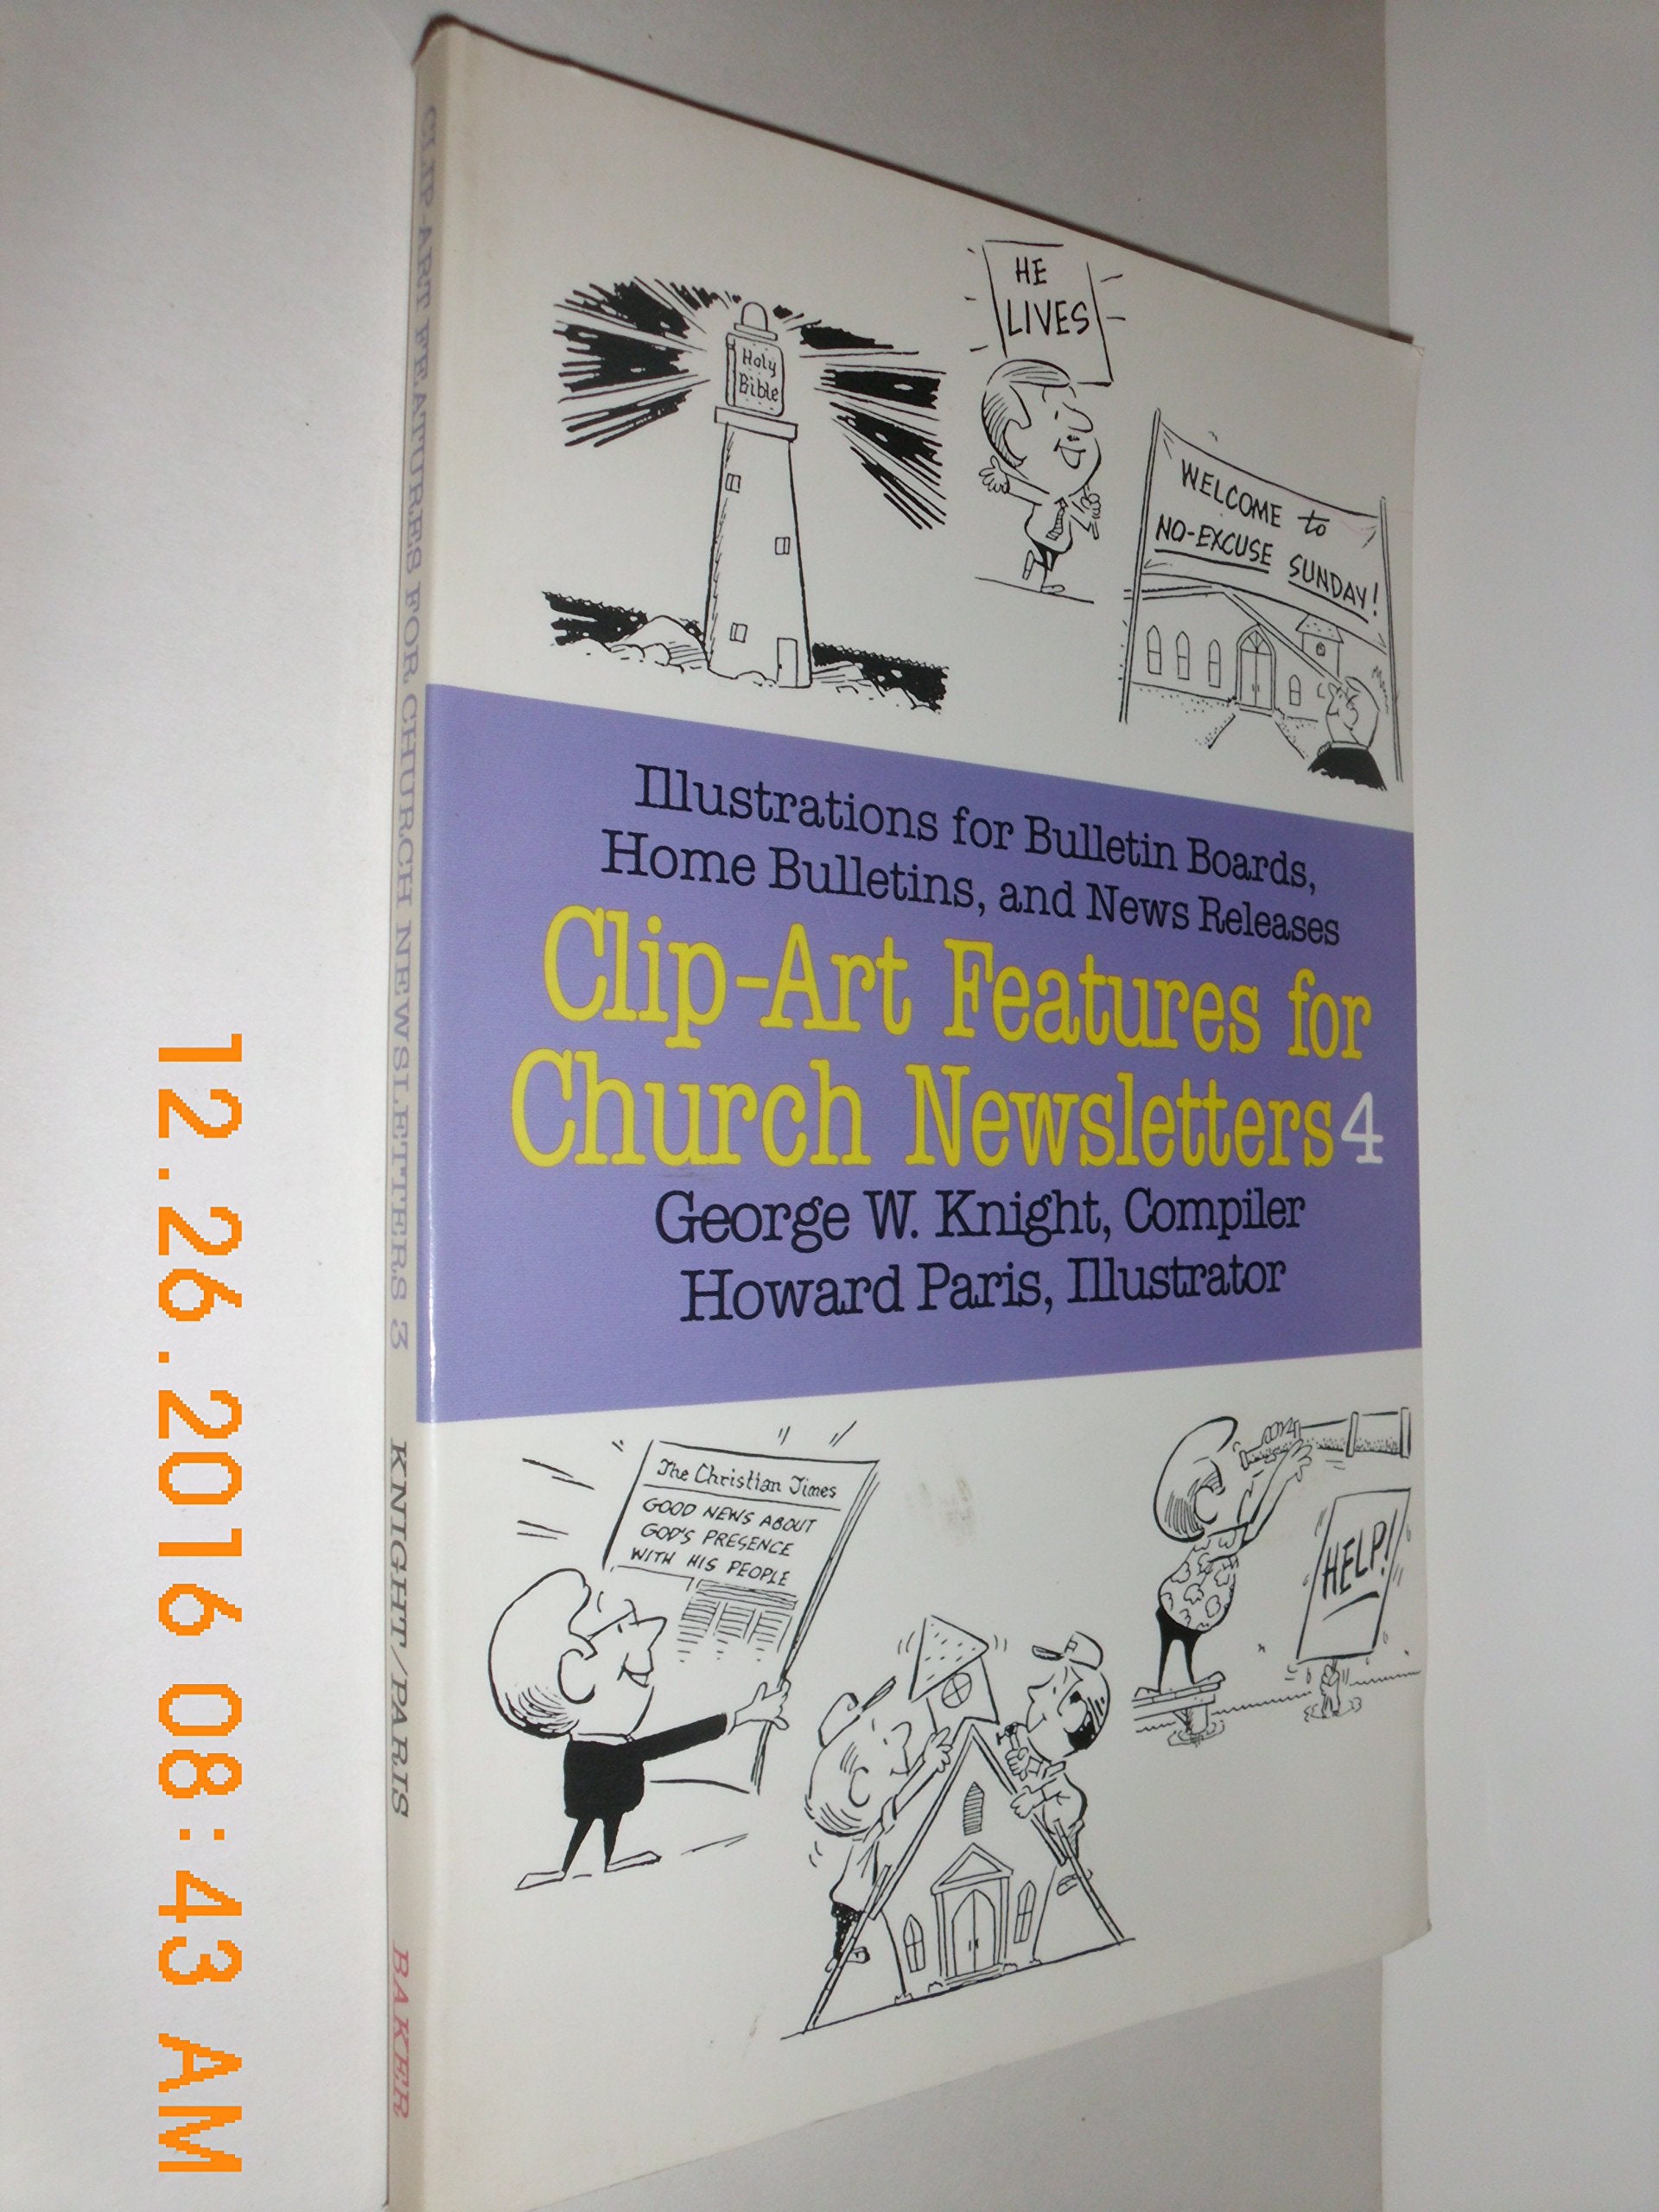 HE
LIVES
Holy
Bible
WELCOME to
NO-EXCUSE SUNDAY!
Illustrations for Bulletin Boards,
Home Bulletins, and News Releases
Clip-Art Features for
Church Newsletters 4
George W. Knight, Compiler
Howard Paris, Illustrator
The Christian Times
GOOD NEWS ABOUT
GOD'S PRESENCE
WITH HIS PEOPLE
HELP!
CLIP-ART FEATURES FOR CHURCH NEWSLETTERS 3 KNIGHT/PARIS BAKER
12.26.2016 08:43 AM